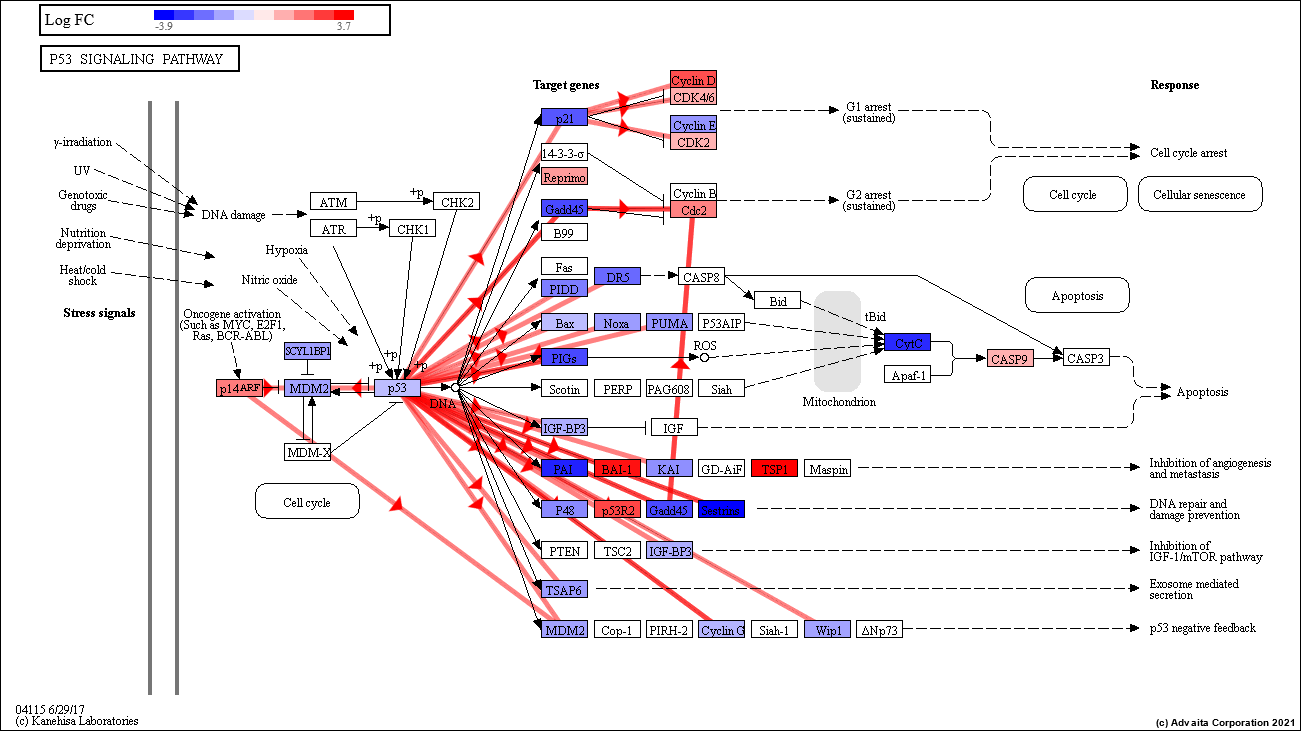 Log FC
-3.9
3.7
P53 SIGNALING PATHWAY
Target genes
Response
Cyclin D
CDK4/6
p21
G1 arrest
(sustained)
Cyclin E
CDK2
γ-irradiation
UV
Genotoxic
drugs
Nutrition
deprivation
Heat/cold
shock
Stress signals
DNA damage
ATM
+p
CHK2
ATR
+p
CHK1
Hypoxia
Nitric oxide
Oncogene activation
(Such as MYC, E2F1,
Ras, BCR-ABL)
14-3-3-σ
Reprimo
Cyclin B
Cdc2
Gadd45
B99
G2 arrest
(sustained)
Cell cycle arrest
Cell cycle
Cellular senescence
Fas
PIDD
DR5
CASP8
Bid
tBid
Apoptosis
Bax
Noxa
PUMA
P53AIP
CytC
PIGs
ROS
CASP9
CASP3
Apaf-1
Scotin
PERP
PAG608
Siah
Mitochondrion
Apoptosis
SCYL1BP1
p14ARF
MDM2
+p
+p
+p
p53
DNA
MDM-X
Cell cycle
IGF-BP3
IGF
PAI
BAI-1
KAI
GD-AiF
TSP1
Maspin
Inhibition of angiogenesis
and metastasis
P48
p53R2
Gadd45
Sestrins
DNA repair and
damage prevention
PTEN
TSC2
IGF-BP3
Inhibition of
IGF-1/mTOR pathway
TSAP6
Exosome mediated
secretion
MDM2
Cop-1
PIRH-2
Cyclin G
Siah-1
Wip1
ΔNp73
p53 negative feedback
04115 6/29/17
(c) Kanehisa Laboratories
(c) Advaita Corporation 2021